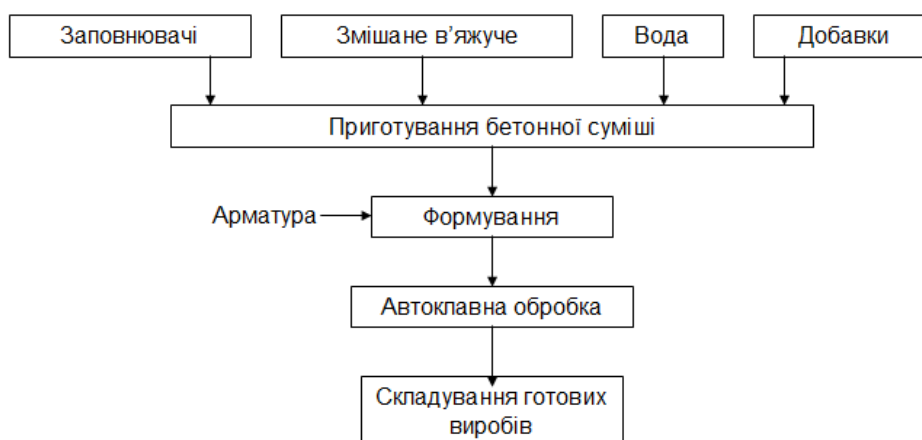 Заповнювачі
Змішане в’яжуче
Вода
Добавки
Приготування бетонної суміші
Арматура
Формування
Автоклавна обробка
Складування готових
виробів